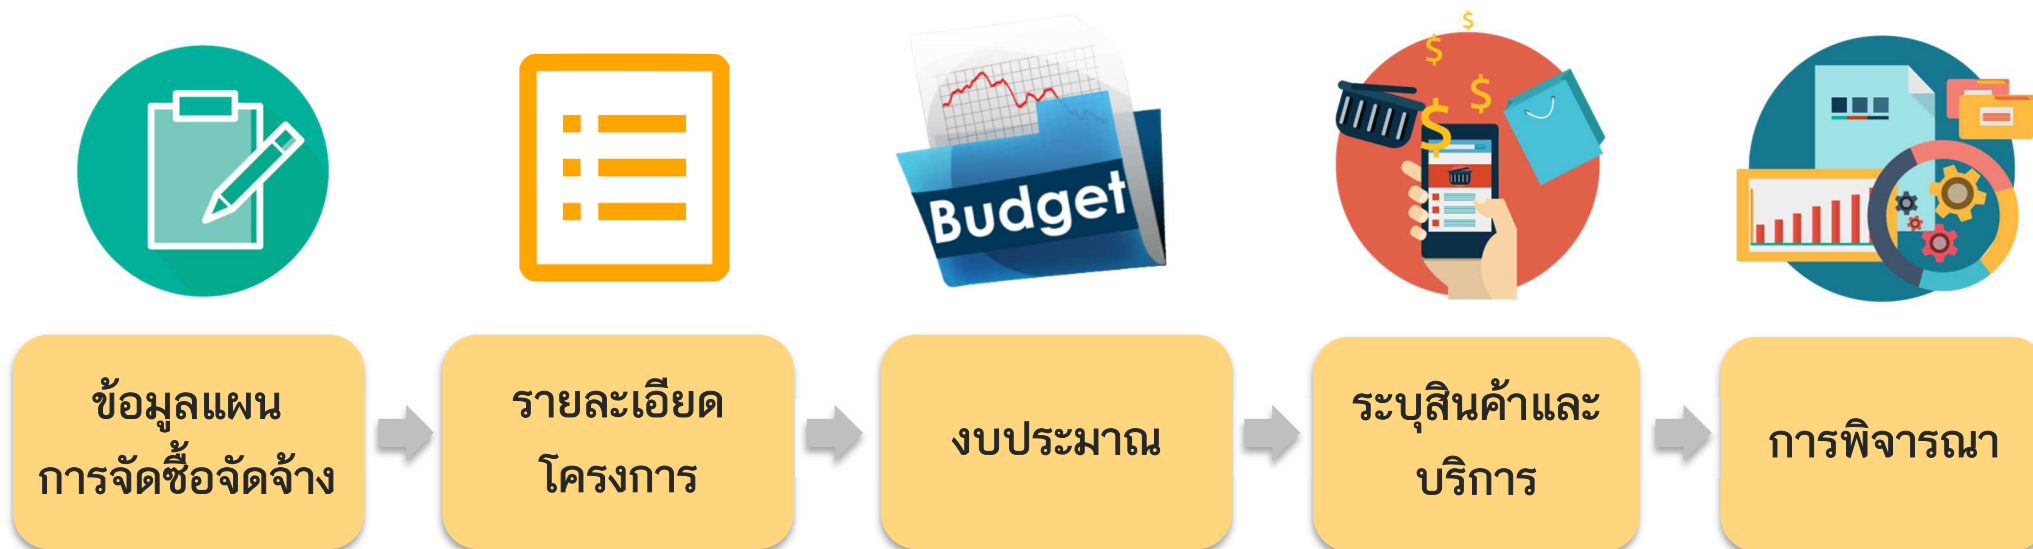 Budget
ข้อมูลแผน
การจัดซื้อจัดจ้าง
รายละเอียด
โครงการ
งบประมาณ
ระบุสินค้าและ
บริการ
การพิจารณา